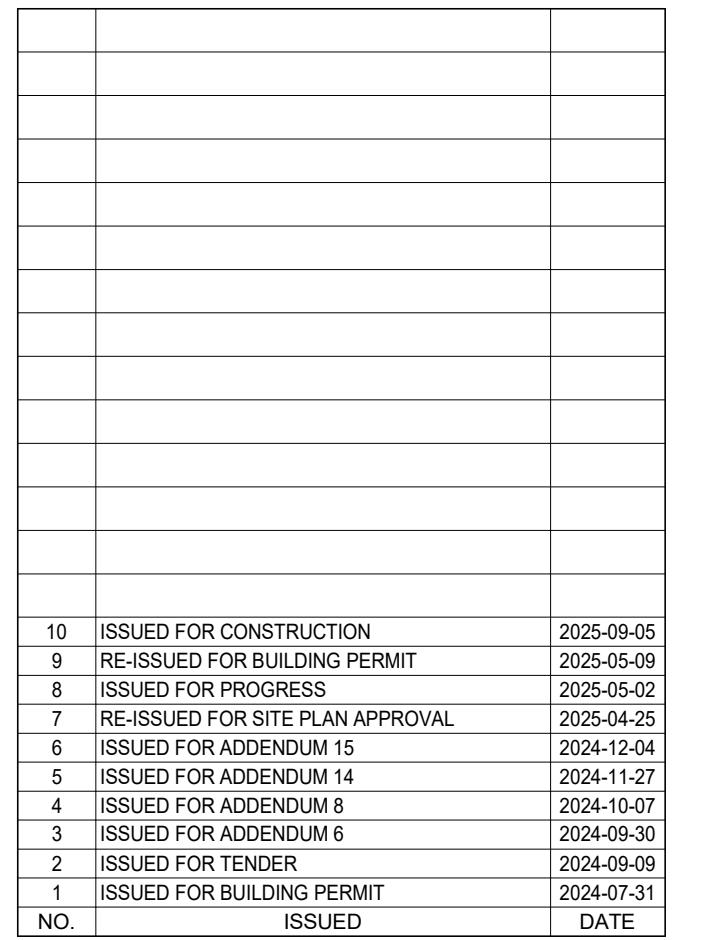 10 ISSUED FOR CONSTRUCTION 2025-09-05
9 RE-ISSUED FOR BUILDING PERMIT 2025-05-09
8 ISSUED FOR PROGRESS 2025-05-02
7 RE-ISSUED FOR SITE PLAN APPROVAL 2025-04-25
6 ISSUED FOR ADDENDUM 15 2024-12-04
5 ISSUED FOR ADDENDUM 14 2024-11-27
4 ISSUED FOR ADDENDUM 8 2024-10-07
3 ISSUED FOR ADDENDUM 6 2024-09-30
2 ISSUED FOR TENDER 2024-09-09
1 ISSUED FOR BUILDING PERMIT 2024-07-31
NO. ISSUED DATE